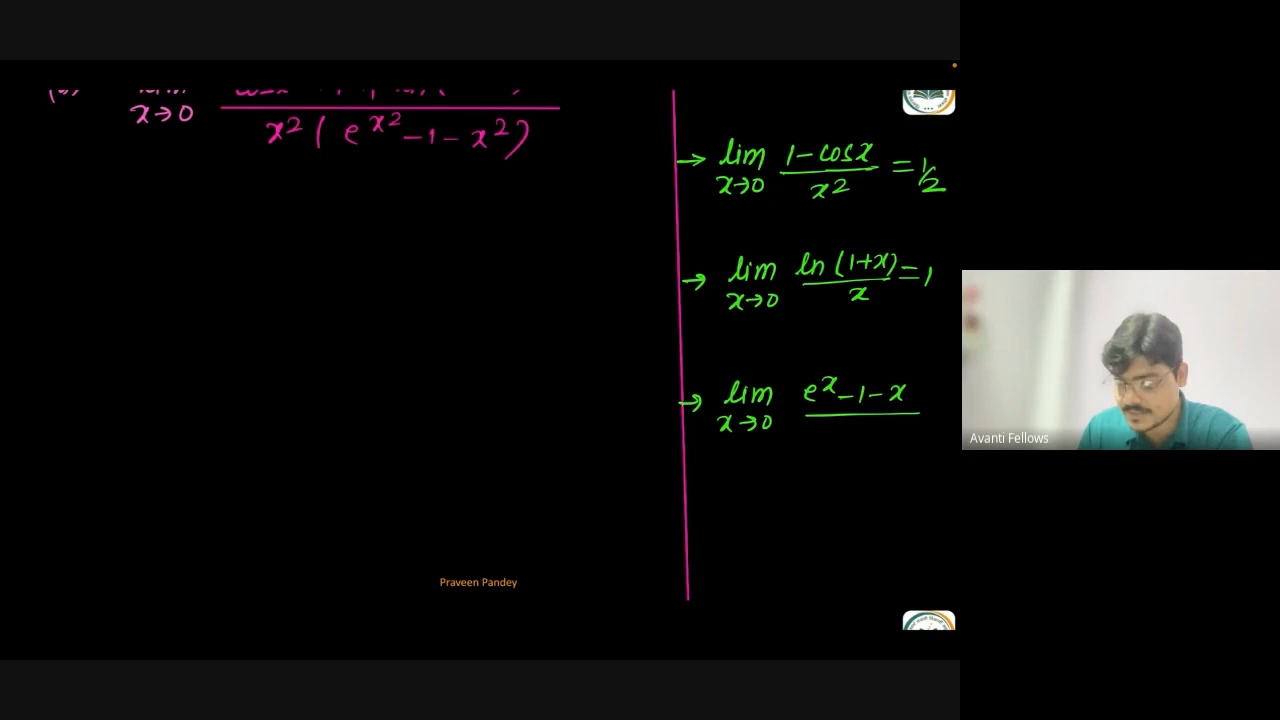 lim
x→0
x² ( e^x² – 1 – x² )
→ lim x→0 1 – cosx / x² = 1/2
→ lim x→0 ln (1+x) / x = 1
→ lim x→0 e^x – 1 – x
Avanti Fellows
Praveen Pandey